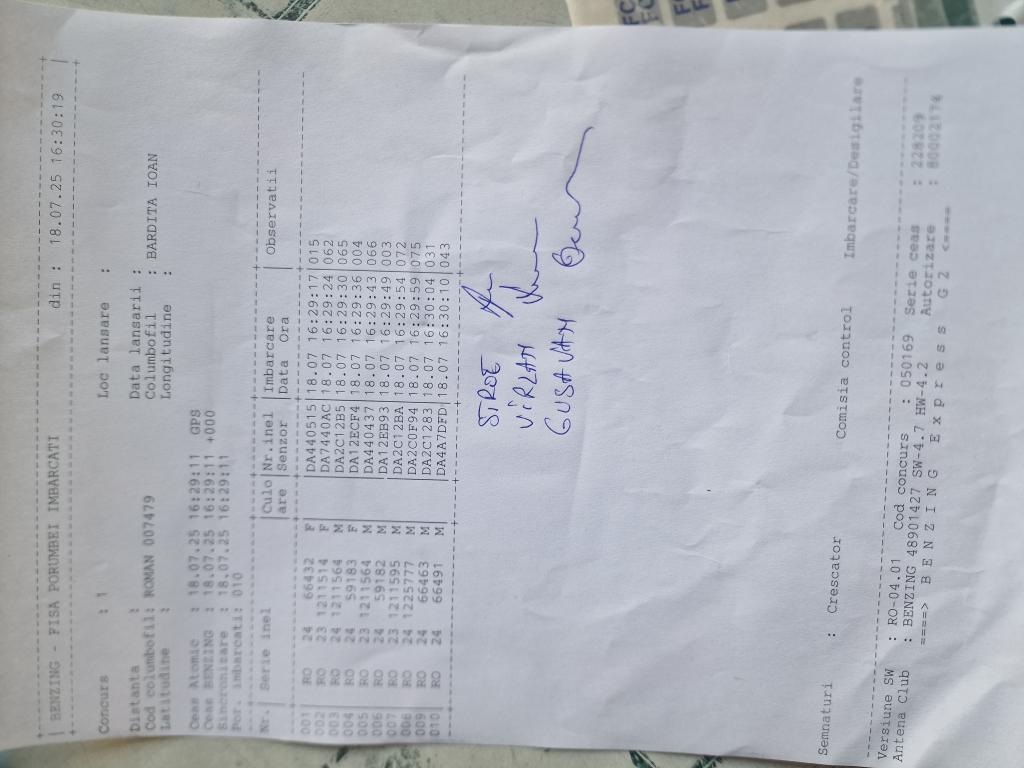 | BENZING - FISA PORUMBEI IMBARCATI din : 18.07.25 16:30:19 |
Concurs : 1 Loc lansare :
Distanta : Data lansarii :
Cod columbofil: ROMAN 007479 Columbofil : BARDITA IOAN
Latitudine : Longitudine :
Ceas Atomic : 18.07.25 16:29:11 GPS
Ceas BENZING : 18.07.25 16:29:11 +000
Sincronizare : 18.07.25 16:29:11
Por. imbarcati: 010
Nr. | Serie inel |Culo |Nr.inel |Imbarcare | Observatii
are |Senzor |Data Ora
001 | RO 24 66432 F |DA440515|18.07 16:29:17|015
002 | RO 23 1211514 F |DA7440AC|18.07 16:29:24|062
003 | RO 24 1211564 M |DA2C12B5|18.07 16:29:30|065
004 | RO 24 59183 F |DA12ECF4|18.07 16:29:36|004
005 | RO 23 1211564 M |DA440437|18.07 16:29:43|066
006 | RO 24 59182 M |DA12EB93|18.07 16:29:49|003
007 | RO 23 1211595 M |DA2C12BA|18.07 16:29:54|072
008 | RO 24 1225777 M |DA2C0F94|18.07 16:29:59|075
009 | RO 24 66463 M |DA2C1283|18.07 16:30:04|031
010 | RO 24 66491 M |DA4A7DFD|18.07 16:30:10|043
STROE
VIRLAN
GUSAVAN
Semnaturi : Crescator Comisia control Imbarcare/Desigilare
Versiune SW : RO-04.01 Cod concurs : 050169 Serie ceas : 228209
Antena Club : BENZING 48901427 SW-4.7 HW-4.2 Autorizare : 80002174
====> B E N Z I N G E x p r e s s G 2 <====